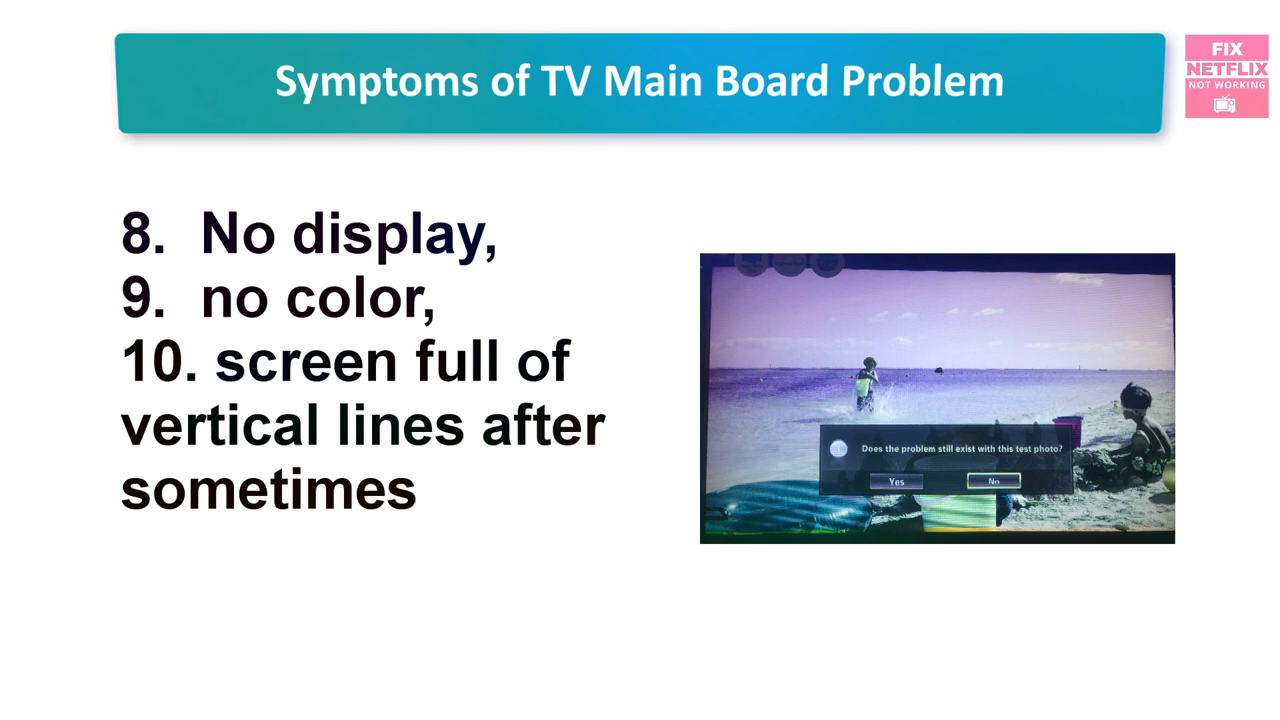 Symptoms of TV Main Board Problem
FIX
NETFLIX
NOT WORKING
8. No display,
9. no color,
10. screen full of
vertical lines after
sometimes
Does the problem still exist with this test photo?
Yes
No